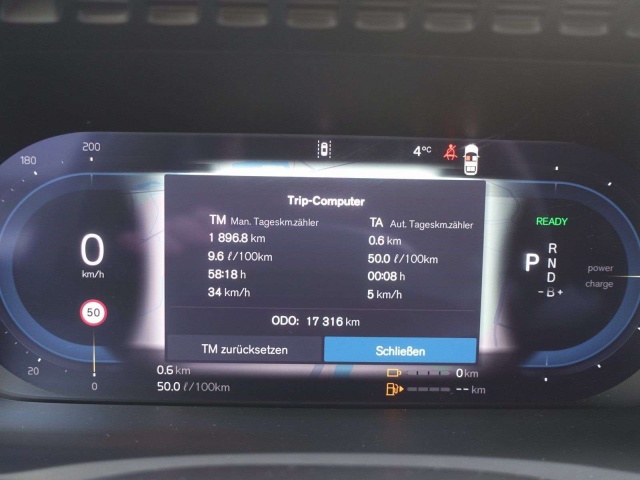 200
180
4°C
Trip-Computer
TM Man. Tageskm.zähler
1 896.8 km
9.6 ℓ/100km
58:18 h
34 km/h
TA Aut. Tageskm.zähler
0.6 km
50.0 ℓ/100km
00:08 h
5 km/h
ODO: 17 316 km
TM zurücksetzen
Schließen
0
km/h
50
20
0
READY
P
R
N
D
-B+
power
charge
0.6 km
50.0 ℓ/100km
0 km
-- km